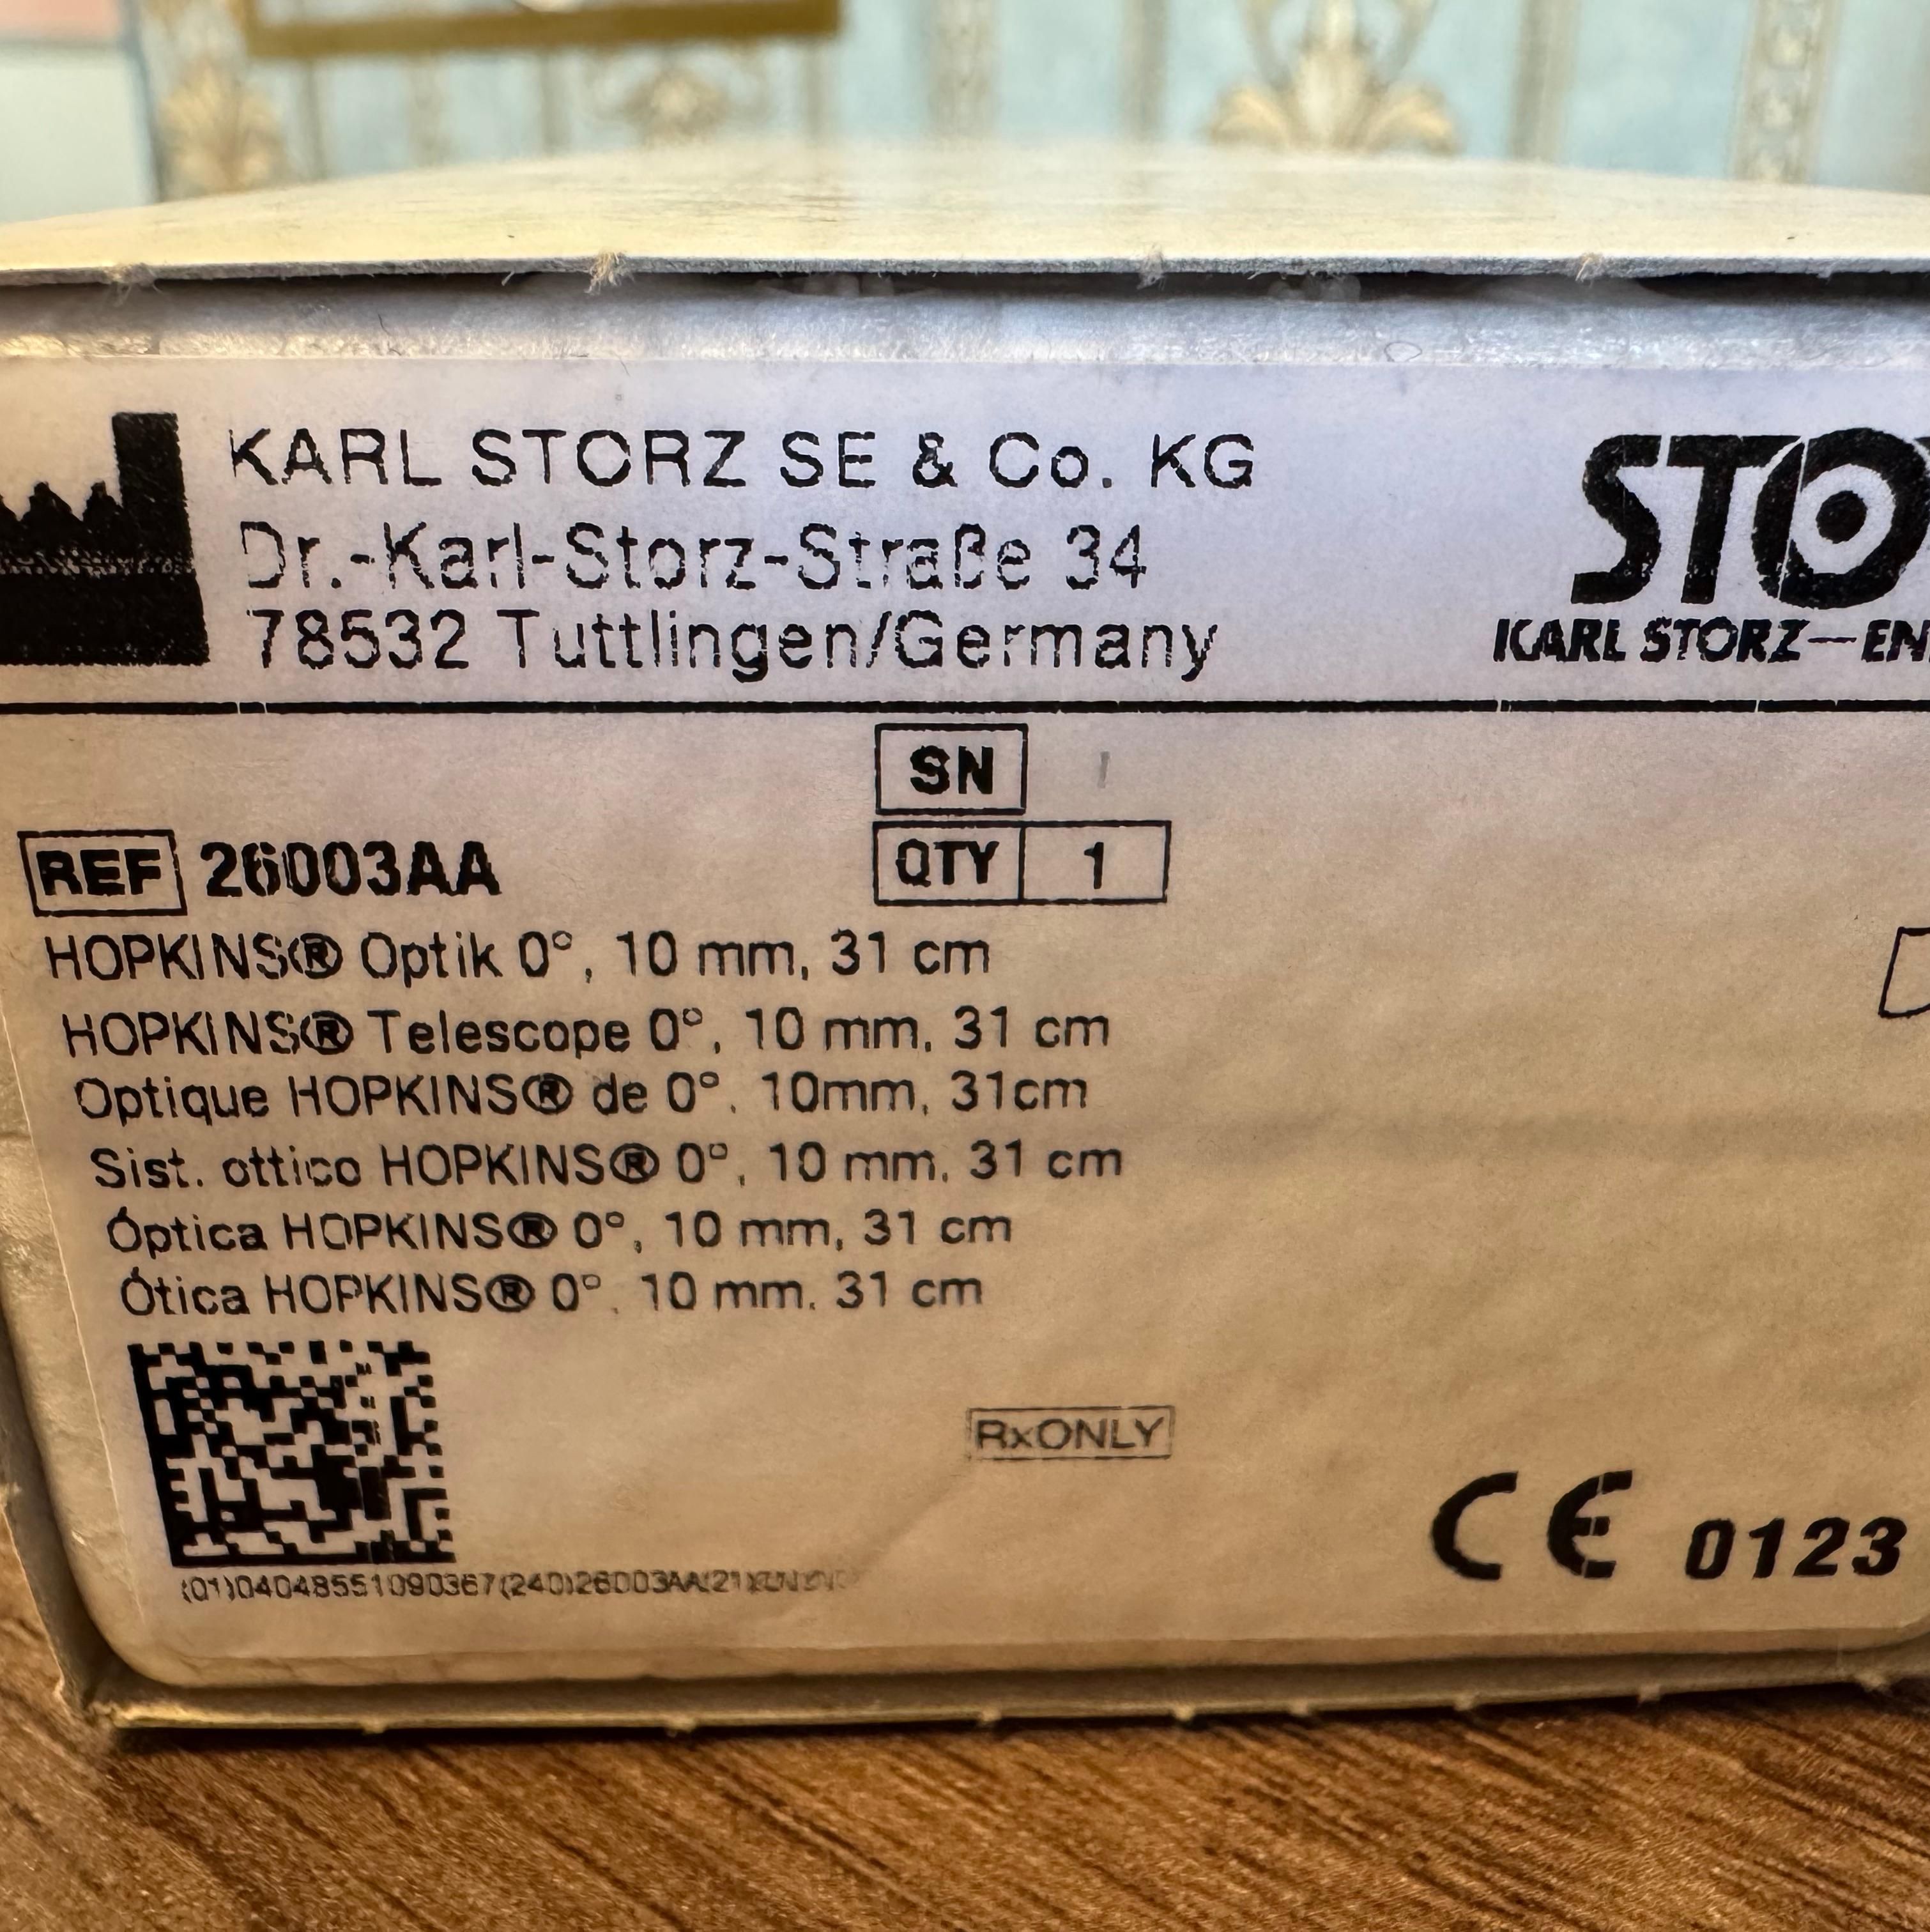 KARL STORZ SE & Co. KG
Dr.-Karl-Storz-Straße 34
78532 Tuttlingen/Germany
STO
KARL STORZ—EN
SN
REF 26003AA
QTY 1
HOPKINS® Optik 0°, 10 mm, 31 cm
HOPKINS® Telescope 0°, 10 mm, 31 cm
Optique HOPKINS® de 0°, 10mm, 31cm
Sist. ottico HOPKINS® 0°, 10 mm, 31 cm
Óptica HOPKINS® 0°, 10 mm, 31 cm
Ótica HOPKINS® 0°, 10 mm, 31 cm
RxONLY
CE 0123
(01)04048551090367(240)26003AA(21)